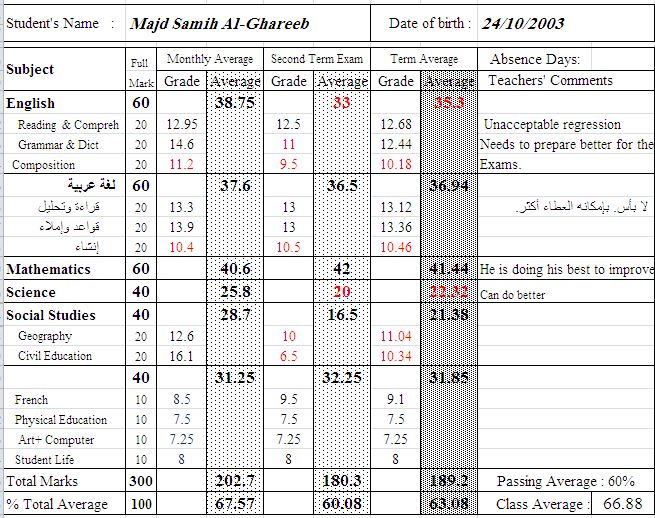 Student's Name : Majd Samih Al-Ghareeb Date of birth : 24/10/2003
Subject Full Mark Monthly Average Second Term Exam Term Average Absence Days:
Grade Average Grade Average Grade Average Teachers' Comments
English 60 38.75 33 35.3
Reading & Compreh 20 12.95 12.5 12.68 Unacceptable regression
Grammar & Dict 20 14.6 11 12.44 Needs to prepare better for the
Composition 20 11.2 9.5 10.18 Exams.
لغة عربية 60 37.6 36.5 36.94
قراءة وتحليل 20 13.3 13 13.12 لا بأس. بإمكانه العطاء أكثر.
قواعد وإملاء 20 13.9 13 13.36
إنشاء 20 10.4 10.5 10.46
Mathematics 60 40.6 42 41.44 He is doing his best to improve
Science 40 25.8 20 22.32 Can do better
Social Studies 40 28.7 16.5 21.38
Geography 20 12.6 10 11.04
Civil Education 20 16.1 6.5 10.34
40 31.25 32.25 31.85
French 10 8.5 9.5 9.1
Physical Education 10 7.5 7.5 7.5
Art+ Computer 10 7.25 7.25 7.25
Student Life 10 8 8 8
Total Marks 300 202.7 180.3 189.2 Passing Average : 60%
% Total Average 100 67.57 60.08 63.08 Class Average : 66.88